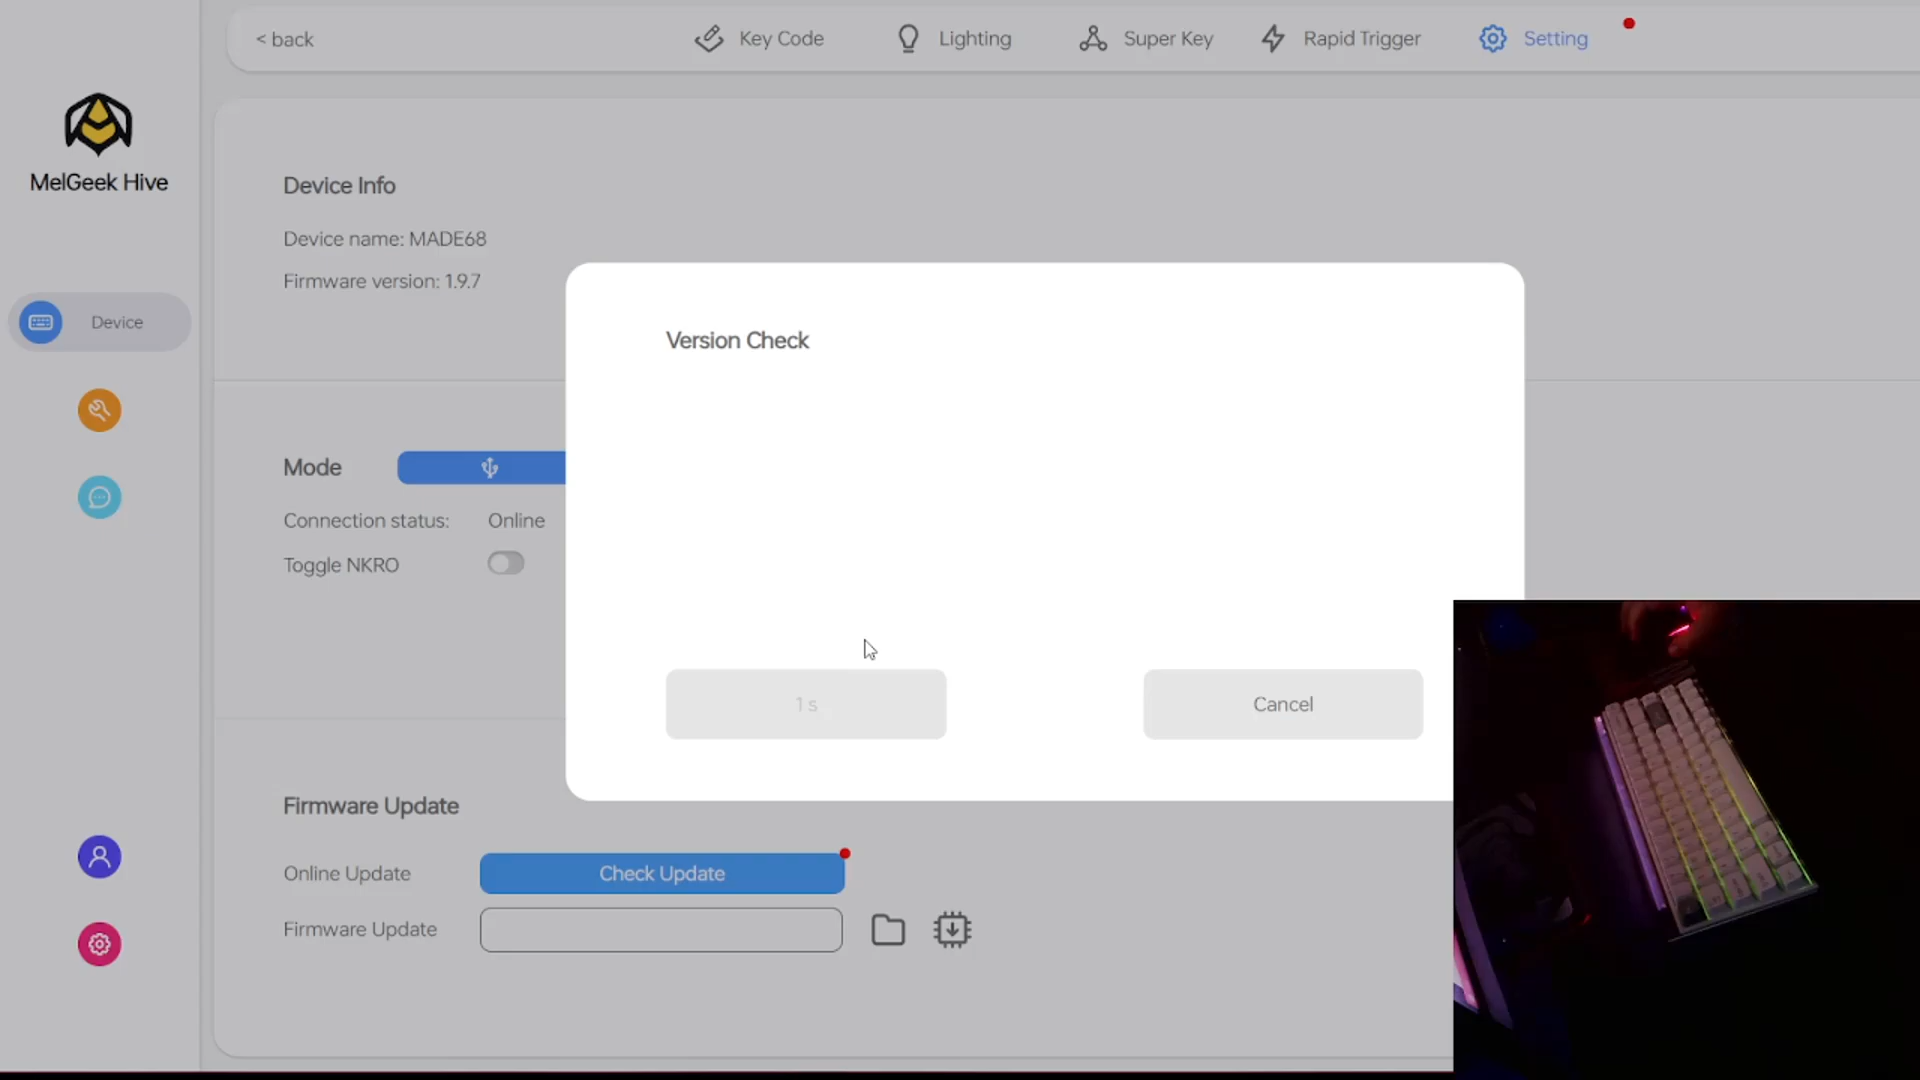 < back
Key Code
Lighting
Super Key
Rapid Trigger
Setting
MelGeek Hive
Device
Device Info
Device name: MADE68
Firmware version: 1.9.7
Mode
Connection status: Online
Toggle NKRO
Version Check
1 s
Cancel
Firmware Update
Online Update
Check Update
Firmware Update